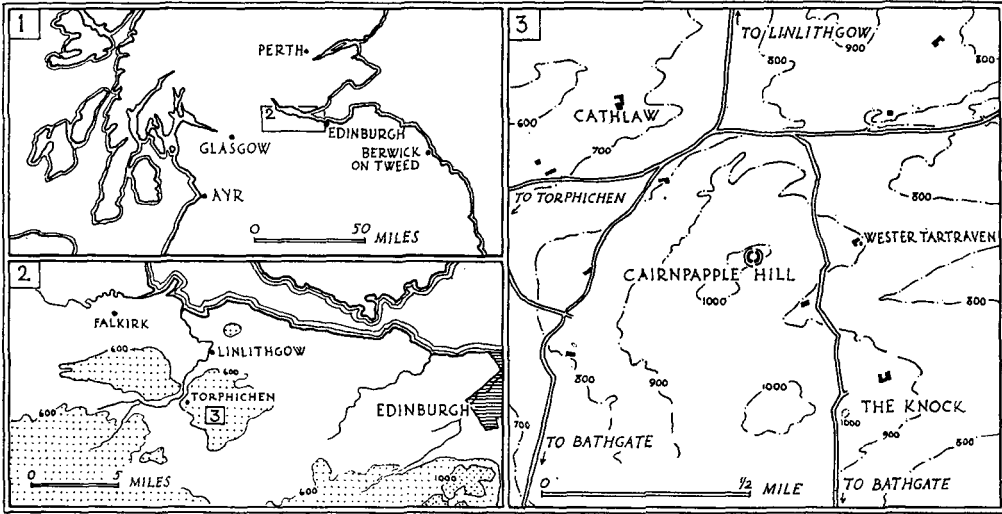 1
PERTH
2
EDINBURGH
GLASGOW
BERWICK
ON TWEED
AYR
0 50 MILES
2
FALKIRK
600
LINLITHGOW
600
TORPHICHEN
3
600
EDINBURGH
0 5 MILES
600
1000
3
TO LINLITHGOW
900
800
800
CATHLAW
600
700
TO TORPHICHEN
800
WESTER TARTRAVEN
CAIRNPAPPLE HILL
1000
800
800
900
1000
THE KNOCK
700
1000
900
800
TO BATHGATE
0 1/2 MILE
TO BATHGATE